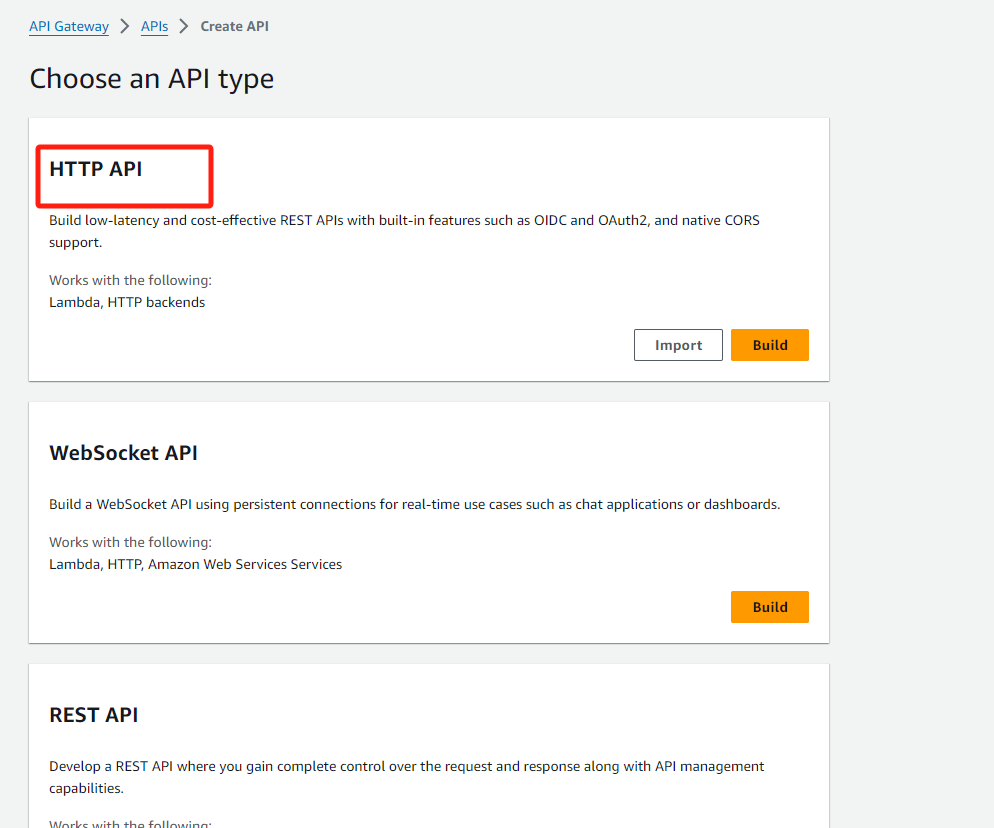 API Gateway > APIs > Create API
Choose an API type
HTTP API
Build low-latency and cost-effective REST APIs with built-in features such as OIDC and OAuth2, and native CORS
support.
Works with the following:
Lambda, HTTP backends
Import Build
WebSocket API
Build a WebSocket API using persistent connections for real-time use cases such as chat applications or dashboards.
Works with the following:
Lambda, HTTP, Amazon Web Services Services
Build
REST API
Develop a REST API where you gain complete control over the request and response along with API management
capabilities.
Works with the following: